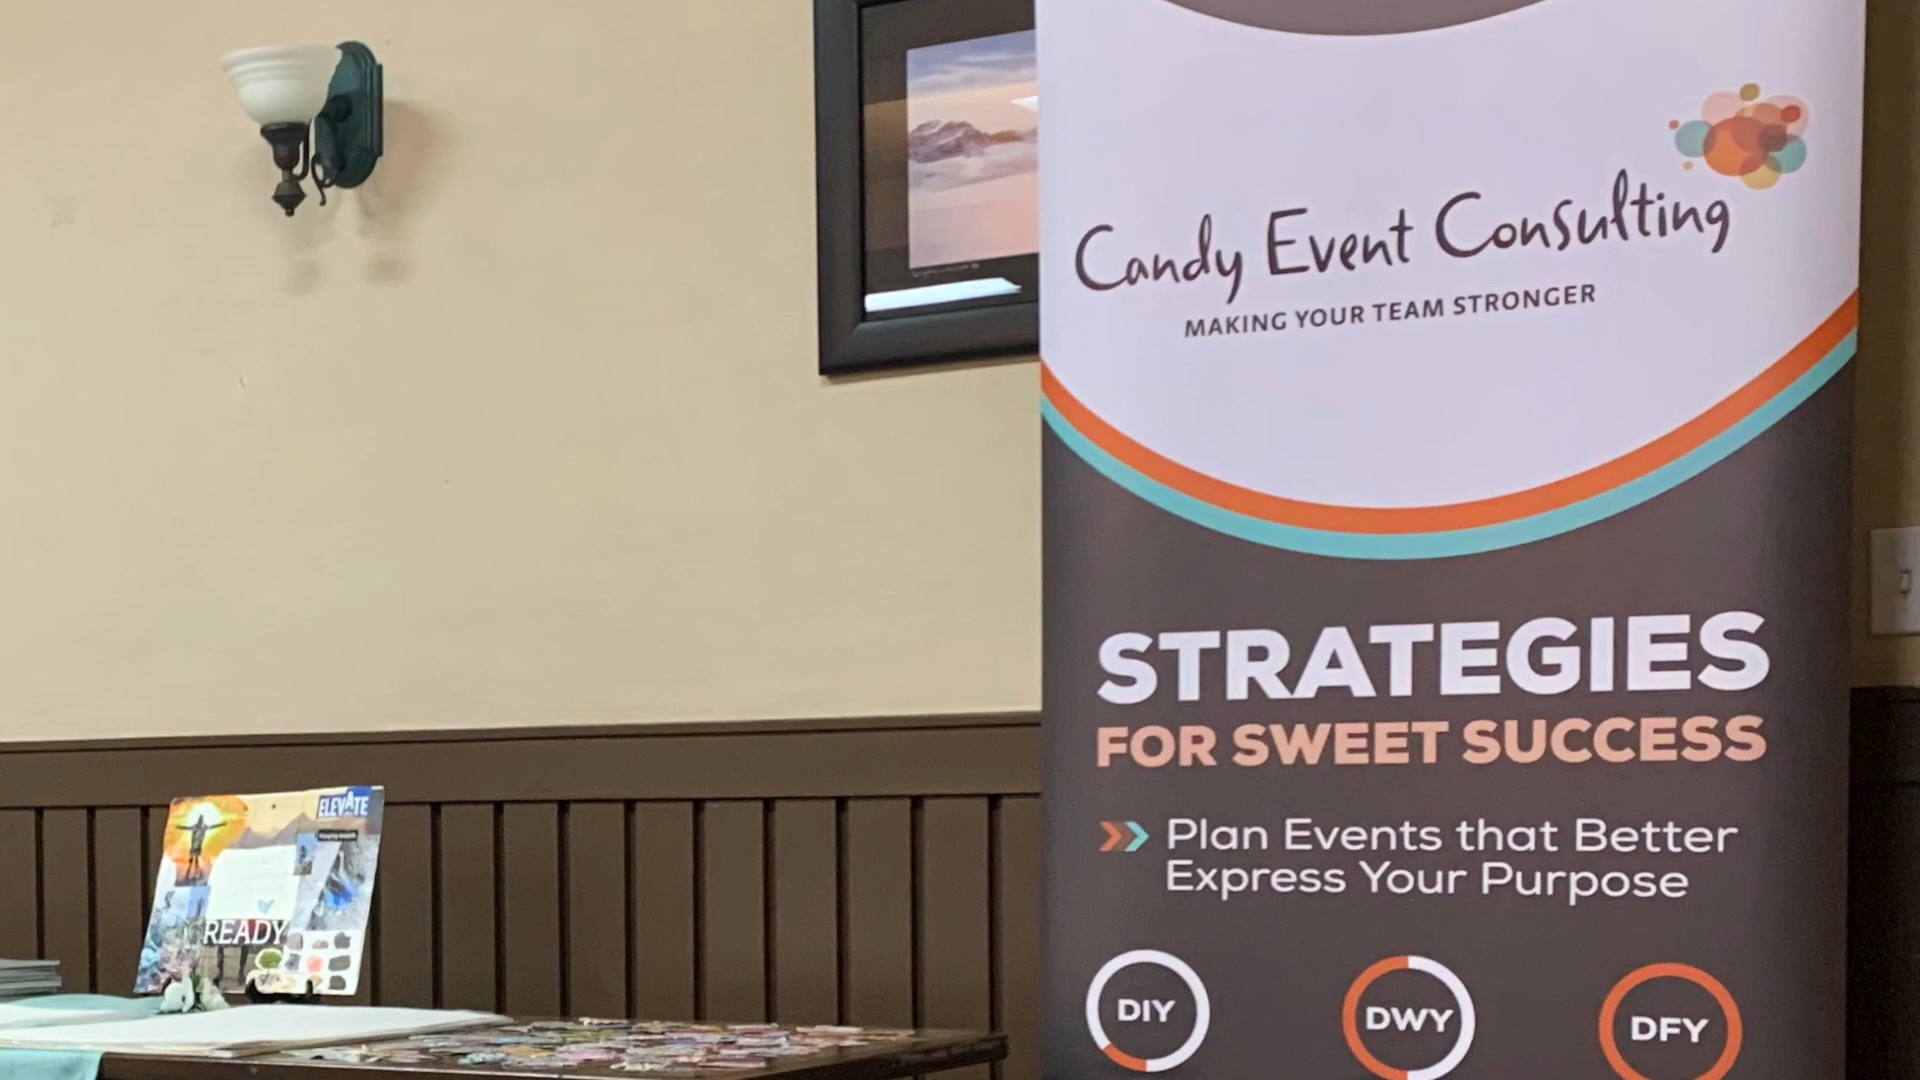 Candy Event Consulting
MAKING YOUR TEAM STRONGER
STRATEGIES
FOR SWEET SUCCESS
Plan Events that Better
Express Your Purpose
DIY
DWY
DFY
ELEVATE
READY